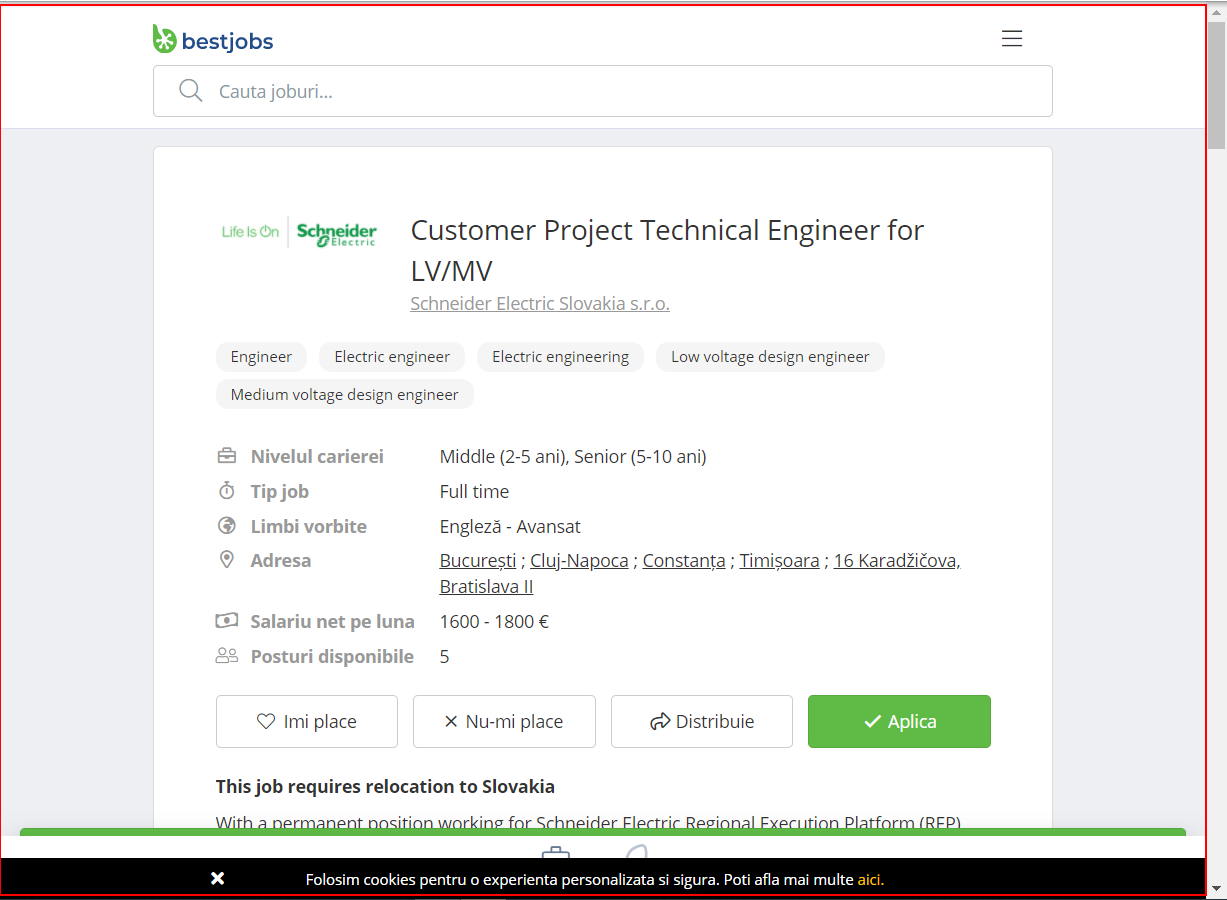 bestjobs
Cauta joburi...
Life Is On
Schneider
Electric
Customer Project Technical Engineer for
LV/MV
Schneider Electric Slovakia s.r.o.
Engineer
Electric engineer
Electric engineering
Low voltage design engineer
Medium voltage design engineer
Nivelul carierei
Middle (2-5 ani), Senior (5-10 ani)
Tip job
Full time
Limbi vorbite
Engleză - Avansat
Adresa
București ; Cluj-Napoca ; Constanța ; Timișoara ; 16 Karadžičova,
Bratislava II
Salariu net pe luna
1600 - 1800 €
Posturi disponibile
5
Imi place
Nu-mi place
Distribuie
Aplica
This job requires relocation to Slovakia
With a permanent position working for Schneider Electric Regional Execution Platform (REP)
Folosim cookies pentru o experienta personalizata si sigura. Poti afla mai multe aici.